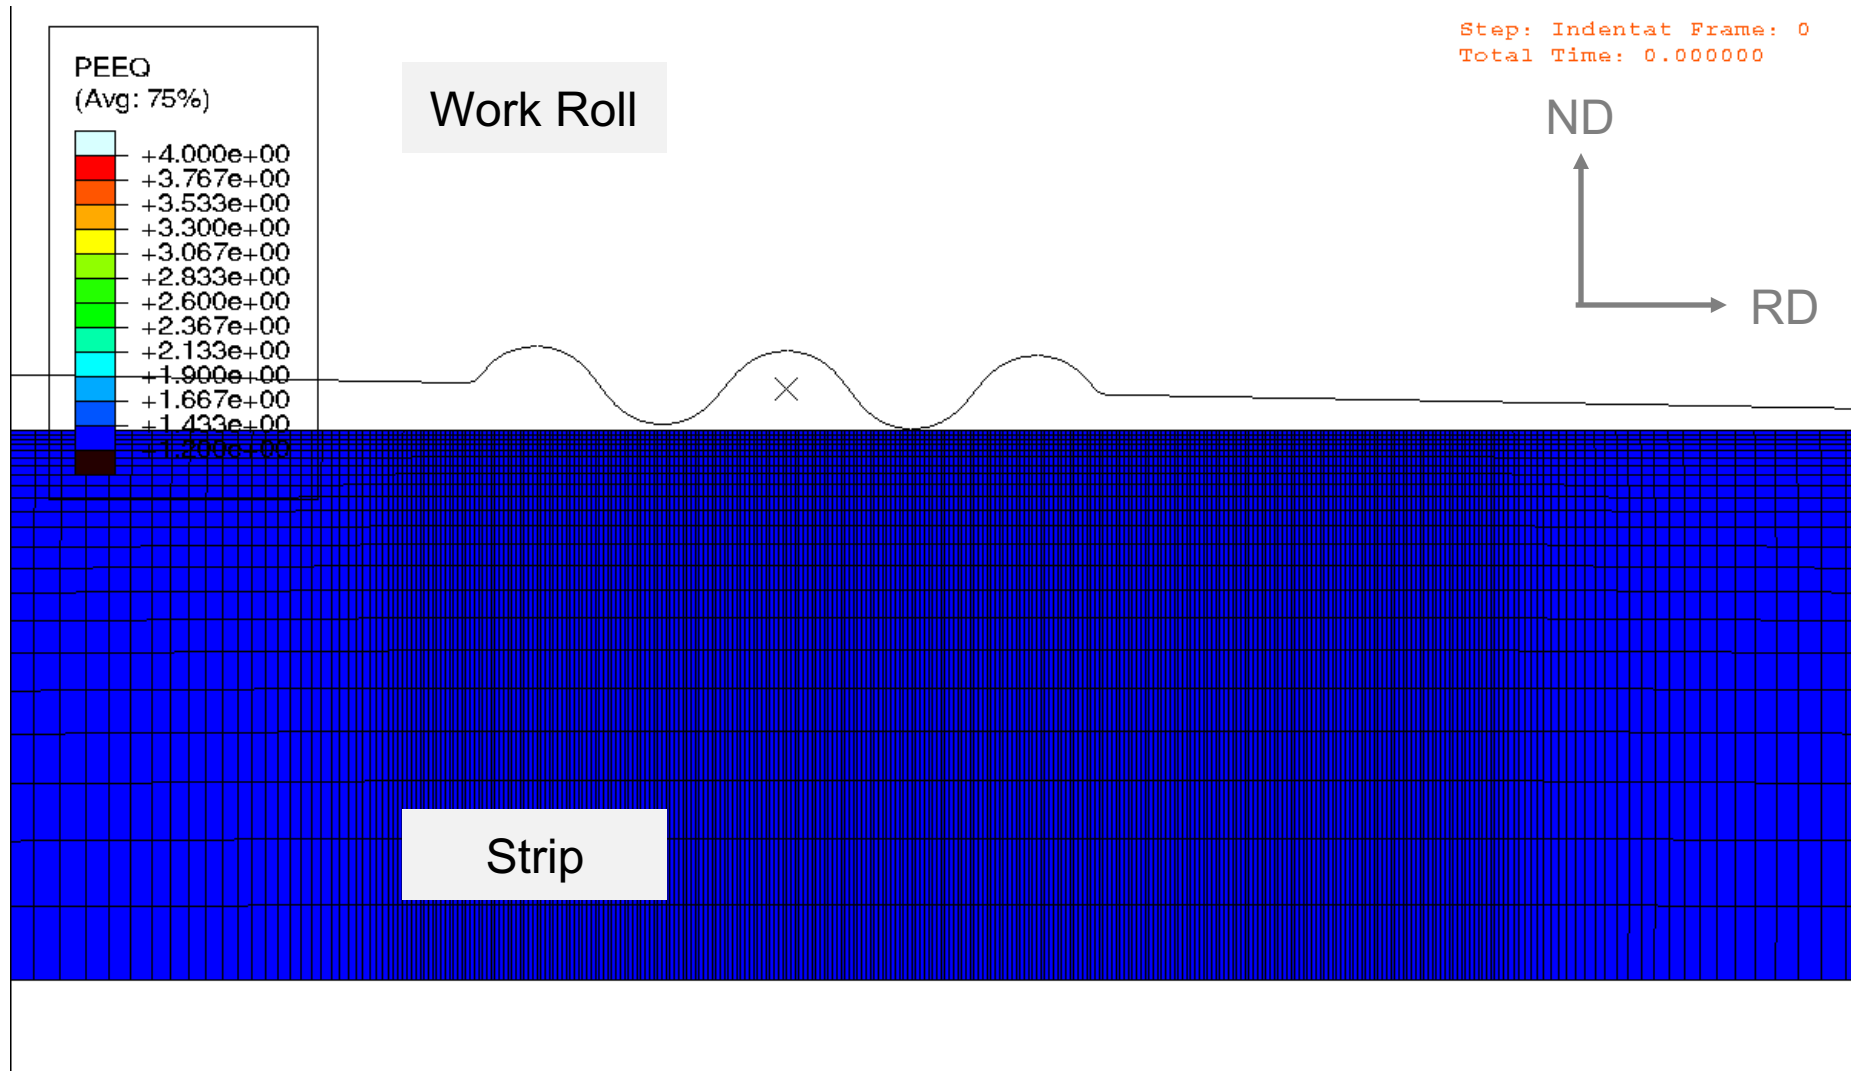 Step: Indentat Frame: 0
Total Time: 0.000000
PEEQ
(Avg: 75%)
+4.000e+00
+3.767e+00
+3.533e+00
+3.300e+00
+3.067e+00
+2.833e+00
+2.600e+00
+2.367e+00
+2.133e+00
+1.900e+00
+1.667e+00
+1.433e+00
+1.200e+00
Work Roll
ND
RD
Strip